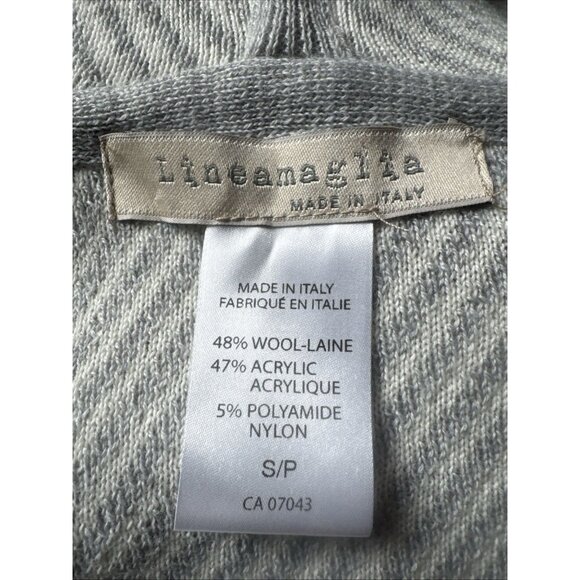 Lineamaglia
MADE IN ITALY
MADE IN ITALY
FABRIQUÉ EN ITALIE
48% WOOL-LAINE
47% ACRYLIC
ACRYLIQUE
5% POLYAMIDE
NYLON
S/P
CA 07043